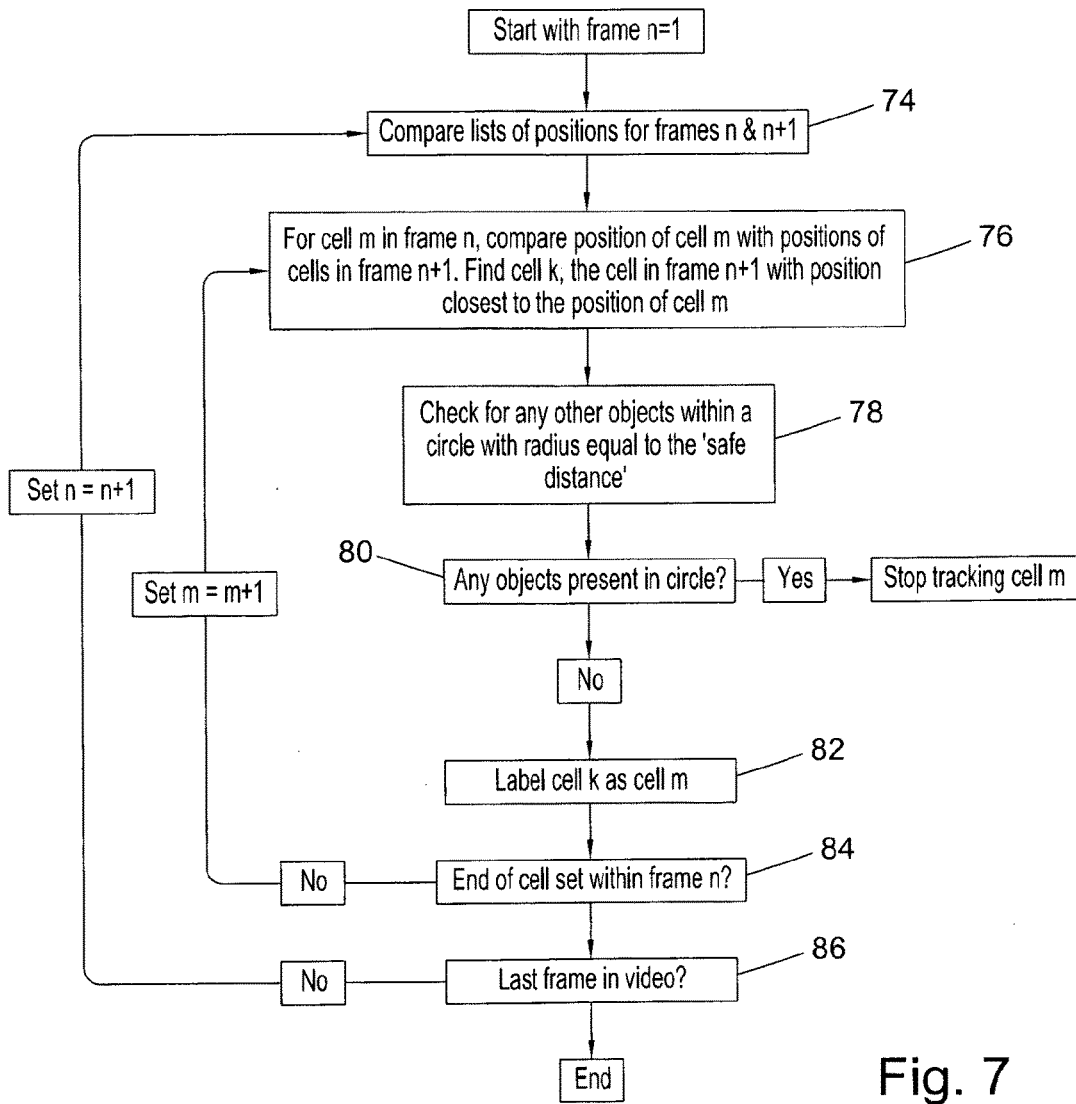 Start with frame n=1
74
Compare lists of positions for frames n & n+1
76
For cell m in frame n, compare position of cell m with positions of
cells in frame n+1. Find cell k, the cell in frame n+1 with position
closest to the position of cell m
78
Check for any other objects within a
circle with radius equal to the 'safe
distance'
Set n = n+1
80
Any objects present in circle?
Yes
Stop tracking cell m
Set m = m+1
No
82
Label cell k as cell m
84
No
End of cell set within frame n?
86
No
Last frame in video?
End
Fig. 7